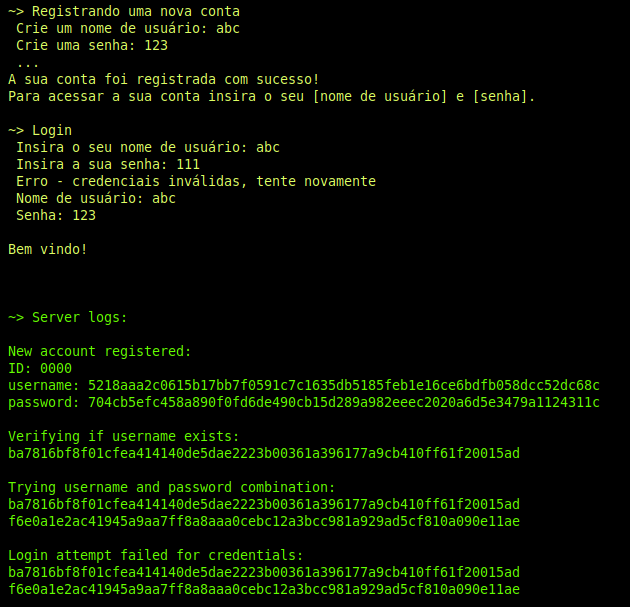 ~> Registrando uma nova conta
Crie um nome de usuário: abc
Crie uma senha: 123
...
A sua conta foi registrada com sucesso!
Para acessar a sua conta insira o seu [nome de usuário] e [senha].
~> Login
Insira o seu nome de usuário: abc
Insira a sua senha: 111
Erro - credenciais inválidas, tente novamente
Nome de usuário: abc
Senha: 123
Bem vindo!
~> Server logs:
New account registered:
ID: 0000
username: 5218aaa2c0615b17bb7f0591c7c1635db5185feb1e16ce6bdfb058dcc52dc68c
password: 704cb5efc458a890f0fd6de490cb15d289a982eeec2020a6d5e3479a1124311c
Verifying if username exists:
ba7816bf8f01cfea414140de5dae2223b00361a396177a9cb410ff61f20015ad
Trying username and password combination:
ba7816bf8f01cfea414140de5dae2223b00361a396177a9cb410ff61f20015ad
f6e0a1e2ac41945a9aa7ff8a8aaa0cebc12a3bcc981a929ad5cf810a090e11ae
Login attempt failed for credentials:
ba7816bf8f01cfea414140de5dae2223b00361a396177a9cb410ff61f20015ad
f6e0a1e2ac41945a9aa7ff8a8aaa0cebc12a3bcc981a929ad5cf810a090e11ae